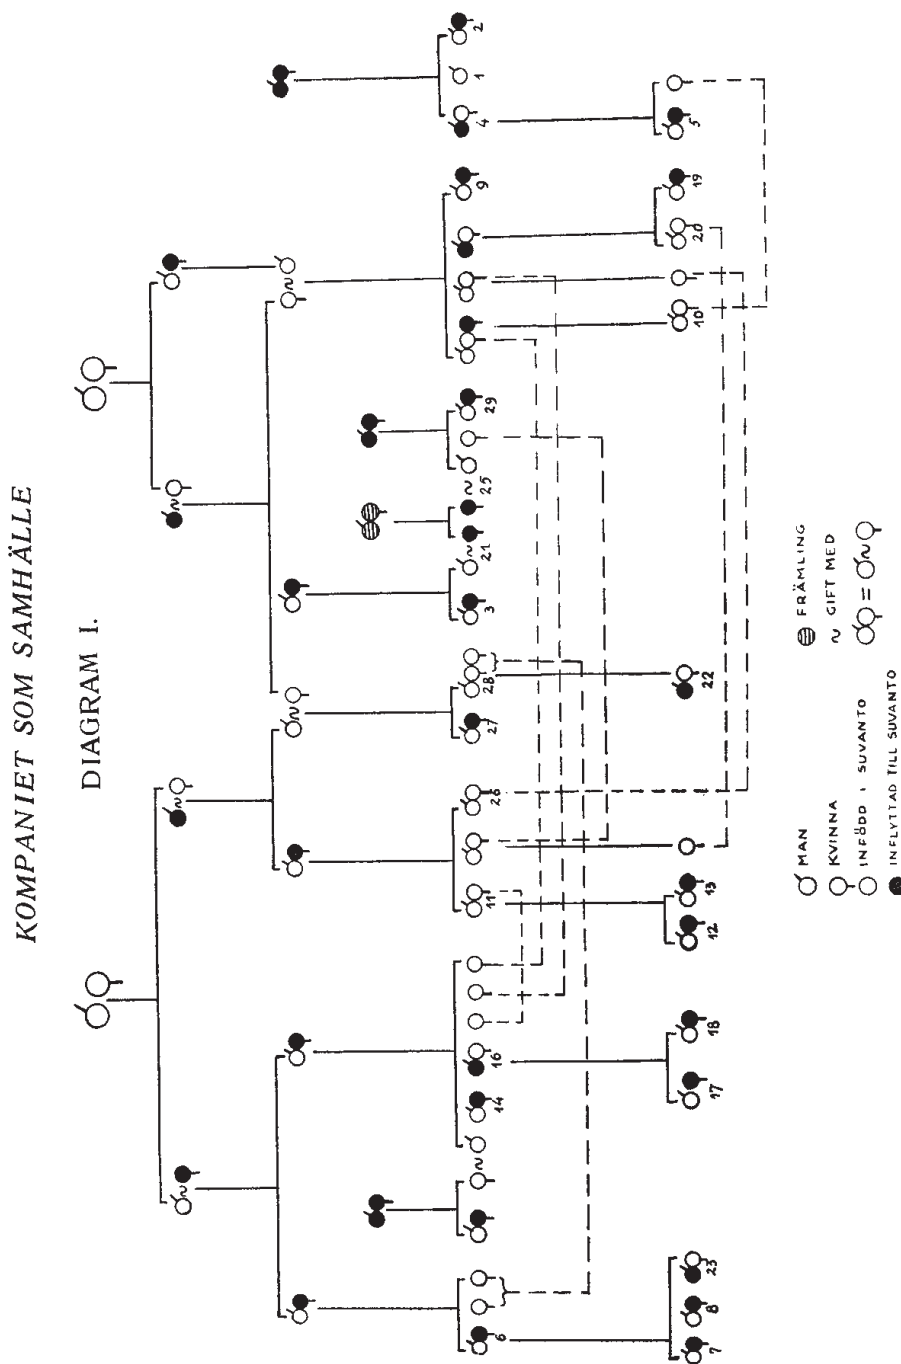 KOMPANIET SOM SAMHÄLLE
DIAGRAM I.
~ ~ ~
~ ~
6 ~ 14 16 11 26 27 28 3 ~ 21 ~ 25 29 9 4 1 2
7 8 23 17 18 12 13 22 10 20 19 5
MAN
KVINNA
INFÖDD I SUVANTO
INFLYTTAD TILL SUVANTO
FRÄMLING
~ GIFT MED
= ~